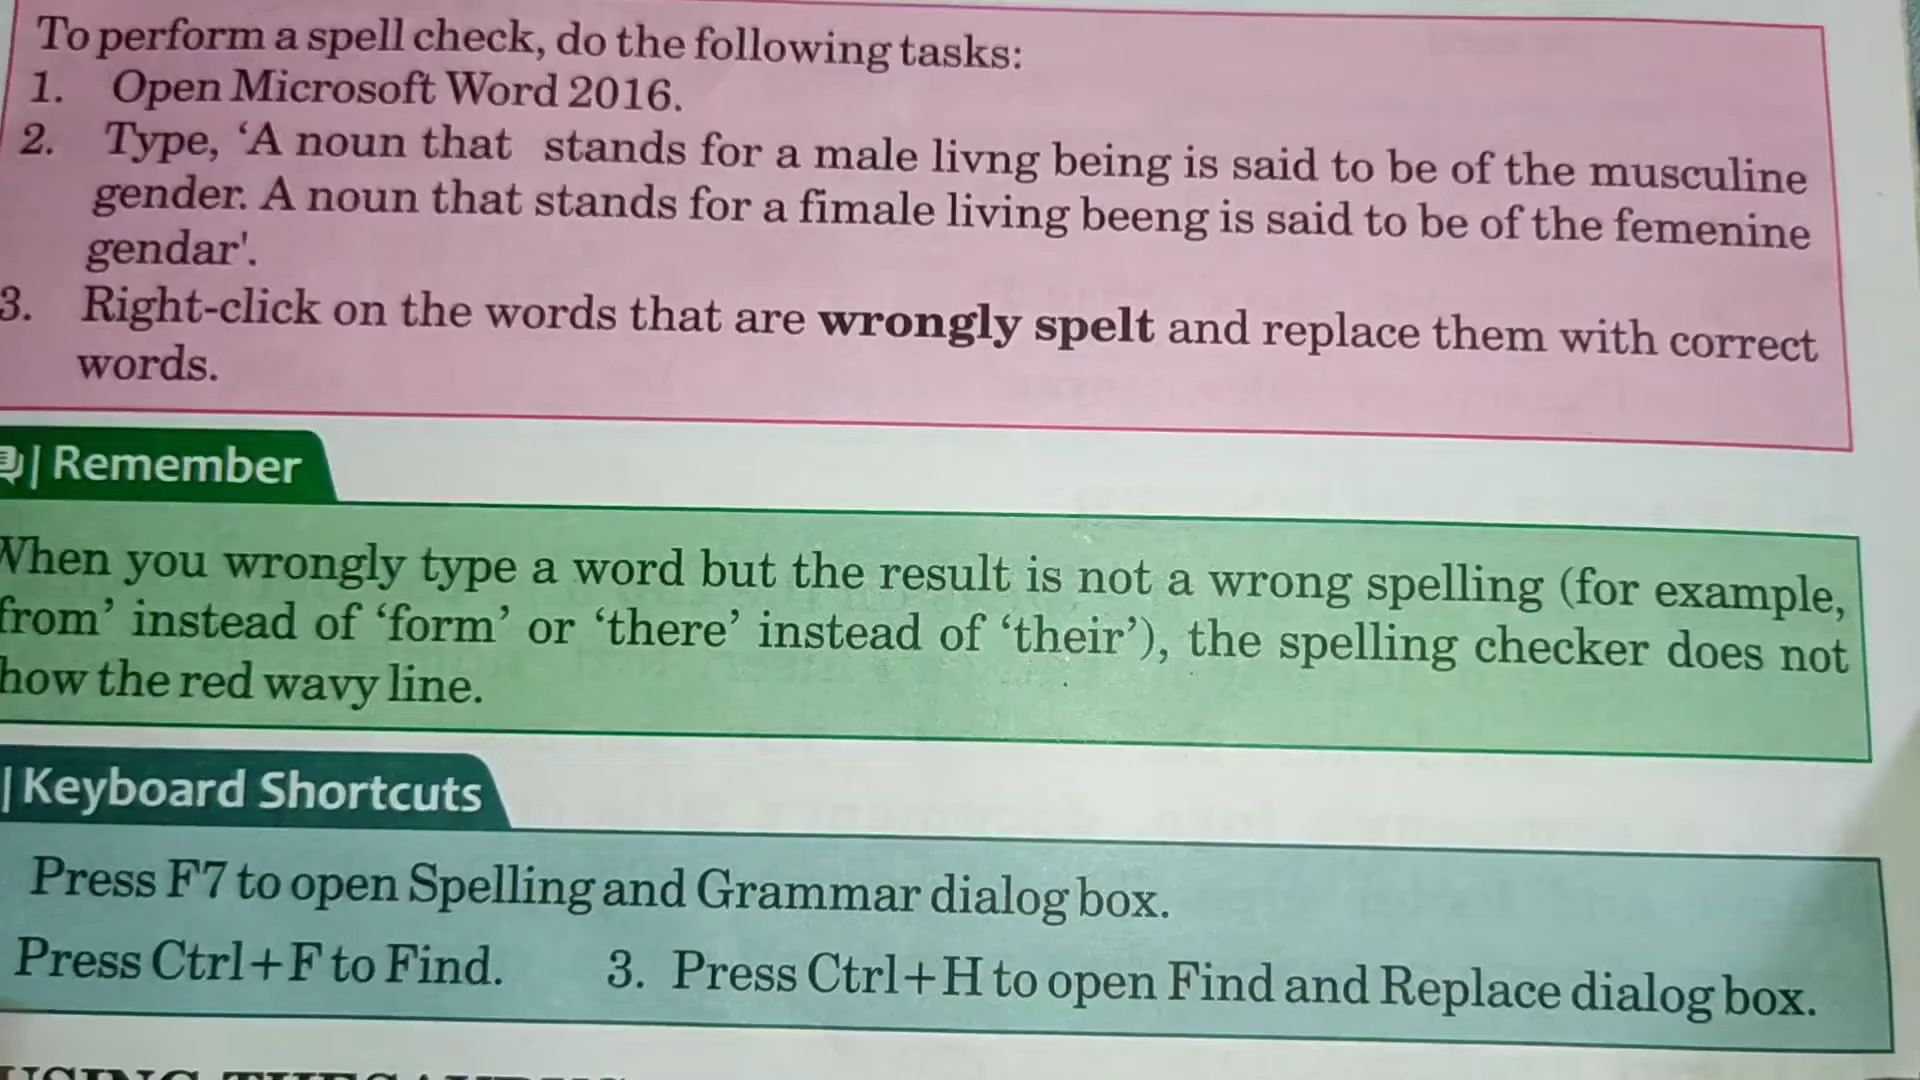 To perform a spell check, do the following tasks:
1. Open Microsoft Word 2016.
2. Type, ‘A noun that stands for a male livng being is said to be of the musculine
gender. A noun that stands for a fimale living beeng is said to be of the femenine
gendar'.
3. Right-click on the words that are wrongly spelt and replace them with correct
words.
| Remember
When you wrongly type a word but the result is not a wrong spelling (for example,
from’ instead of ‘form’ or ‘there’ instead of ‘their’), the spelling checker does not
how the red wavy line.
| Keyboard Shortcuts
Press F7 to open Spelling and Grammar dialog box.
Press Ctrl+F to Find. 3. Press Ctrl+H to open Find and Replace dialog box.